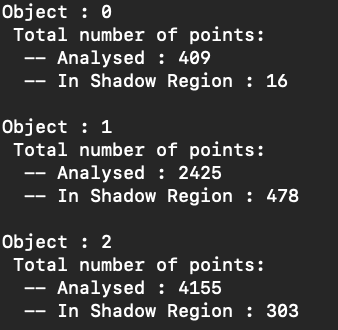 Object : 0
Total number of points:
-- Analysed : 409
-- In Shadow Region : 16
Object : 1
Total number of points:
-- Analysed : 2425
-- In Shadow Region : 478
Object : 2
Total number of points:
-- Analysed : 4155
-- In Shadow Region : 303